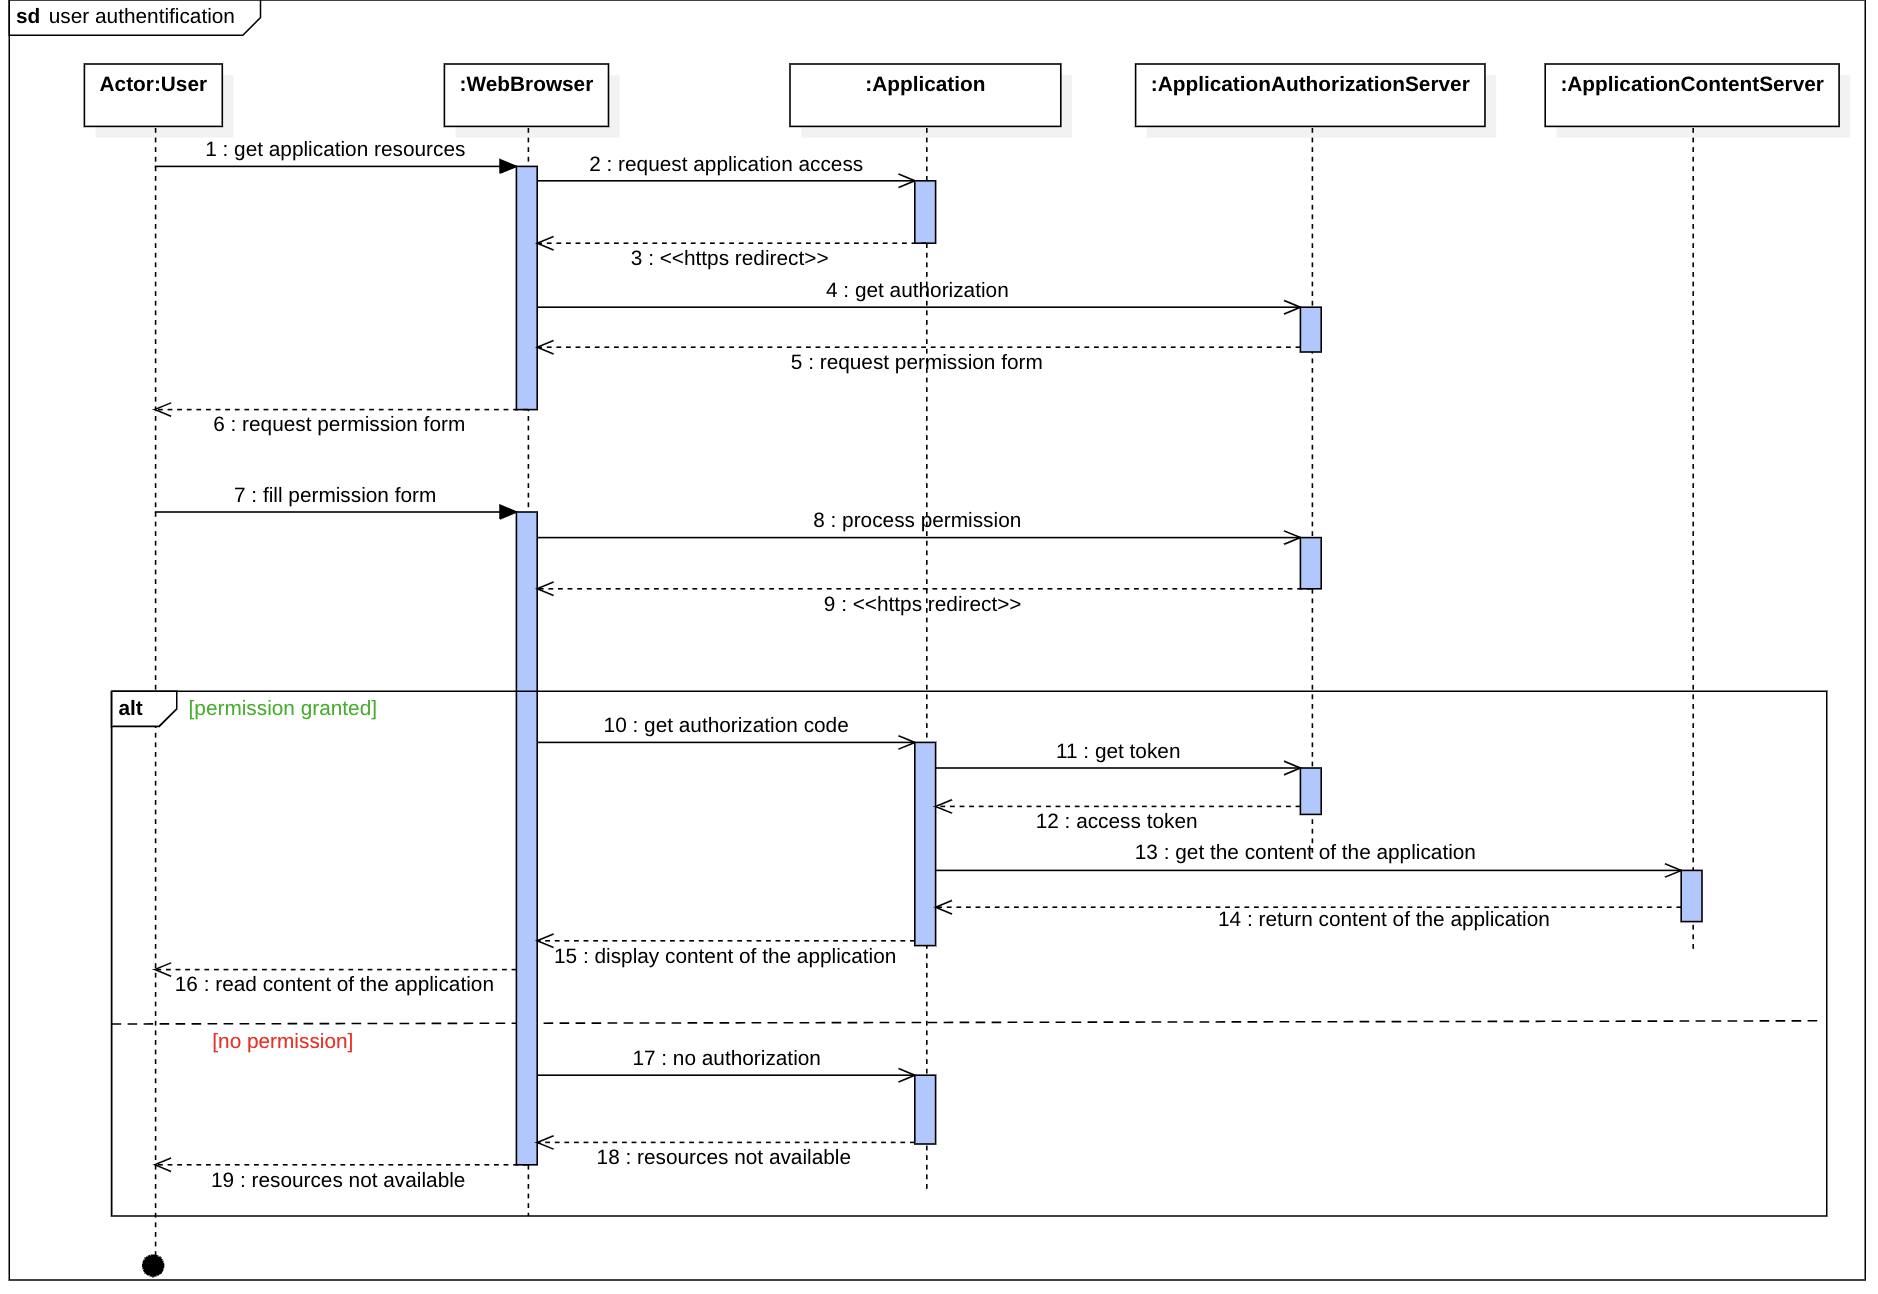 sd user authentification
Actor:User
:WebBrowser
:Application
:ApplicationAuthorizationServer
:ApplicationContentServer
1 : get application resources
2 : request application access
3 : <<https redirect>>
4 : get authorization
5 : request permission form
6 : request permission form
7 : fill permission form
8 : process permission
9 : <<https redirect>>
alt [permission granted]
10 : get authorization code
11 : get token
12 : access token
13 : get the content of the application
14 : return content of the application
15 : display content of the application
16 : read content of the application
[no permission]
17 : no authorization
18 : resources not available
19 : resources not available